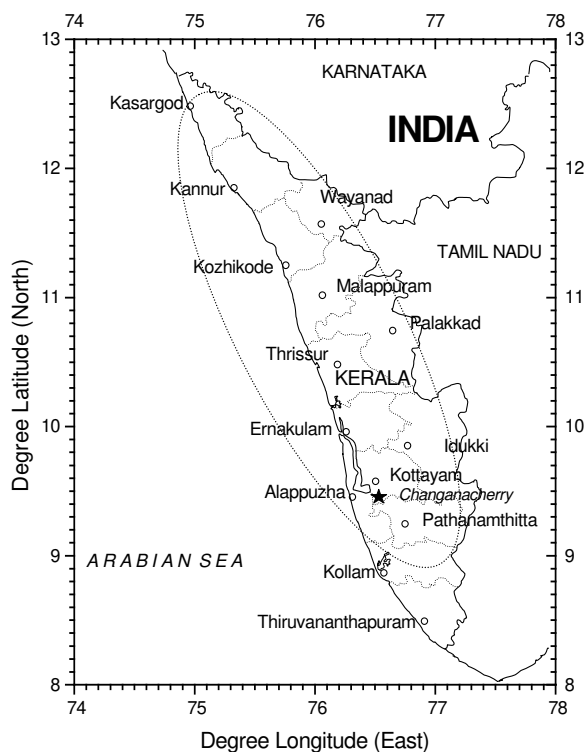 74 75 76 77 78
13
KARNATAKA
Kasargod
INDIA
12 12
Kannur
Wayanad
TAMIL NADU
Kozhikode
11 Malappuram 11
Palakkad
Thrissur
KERALA
10 10
Ernakulam
Idukki
Kottayam
Alappuzha Changanacherry
Pathanamthitta
9 9
ARABIAN SEA
Kollam
Thiruvananthapuram
8 8
74 75 76 77 78
Degree Longitude (East)
Degree Latitude (North)
13